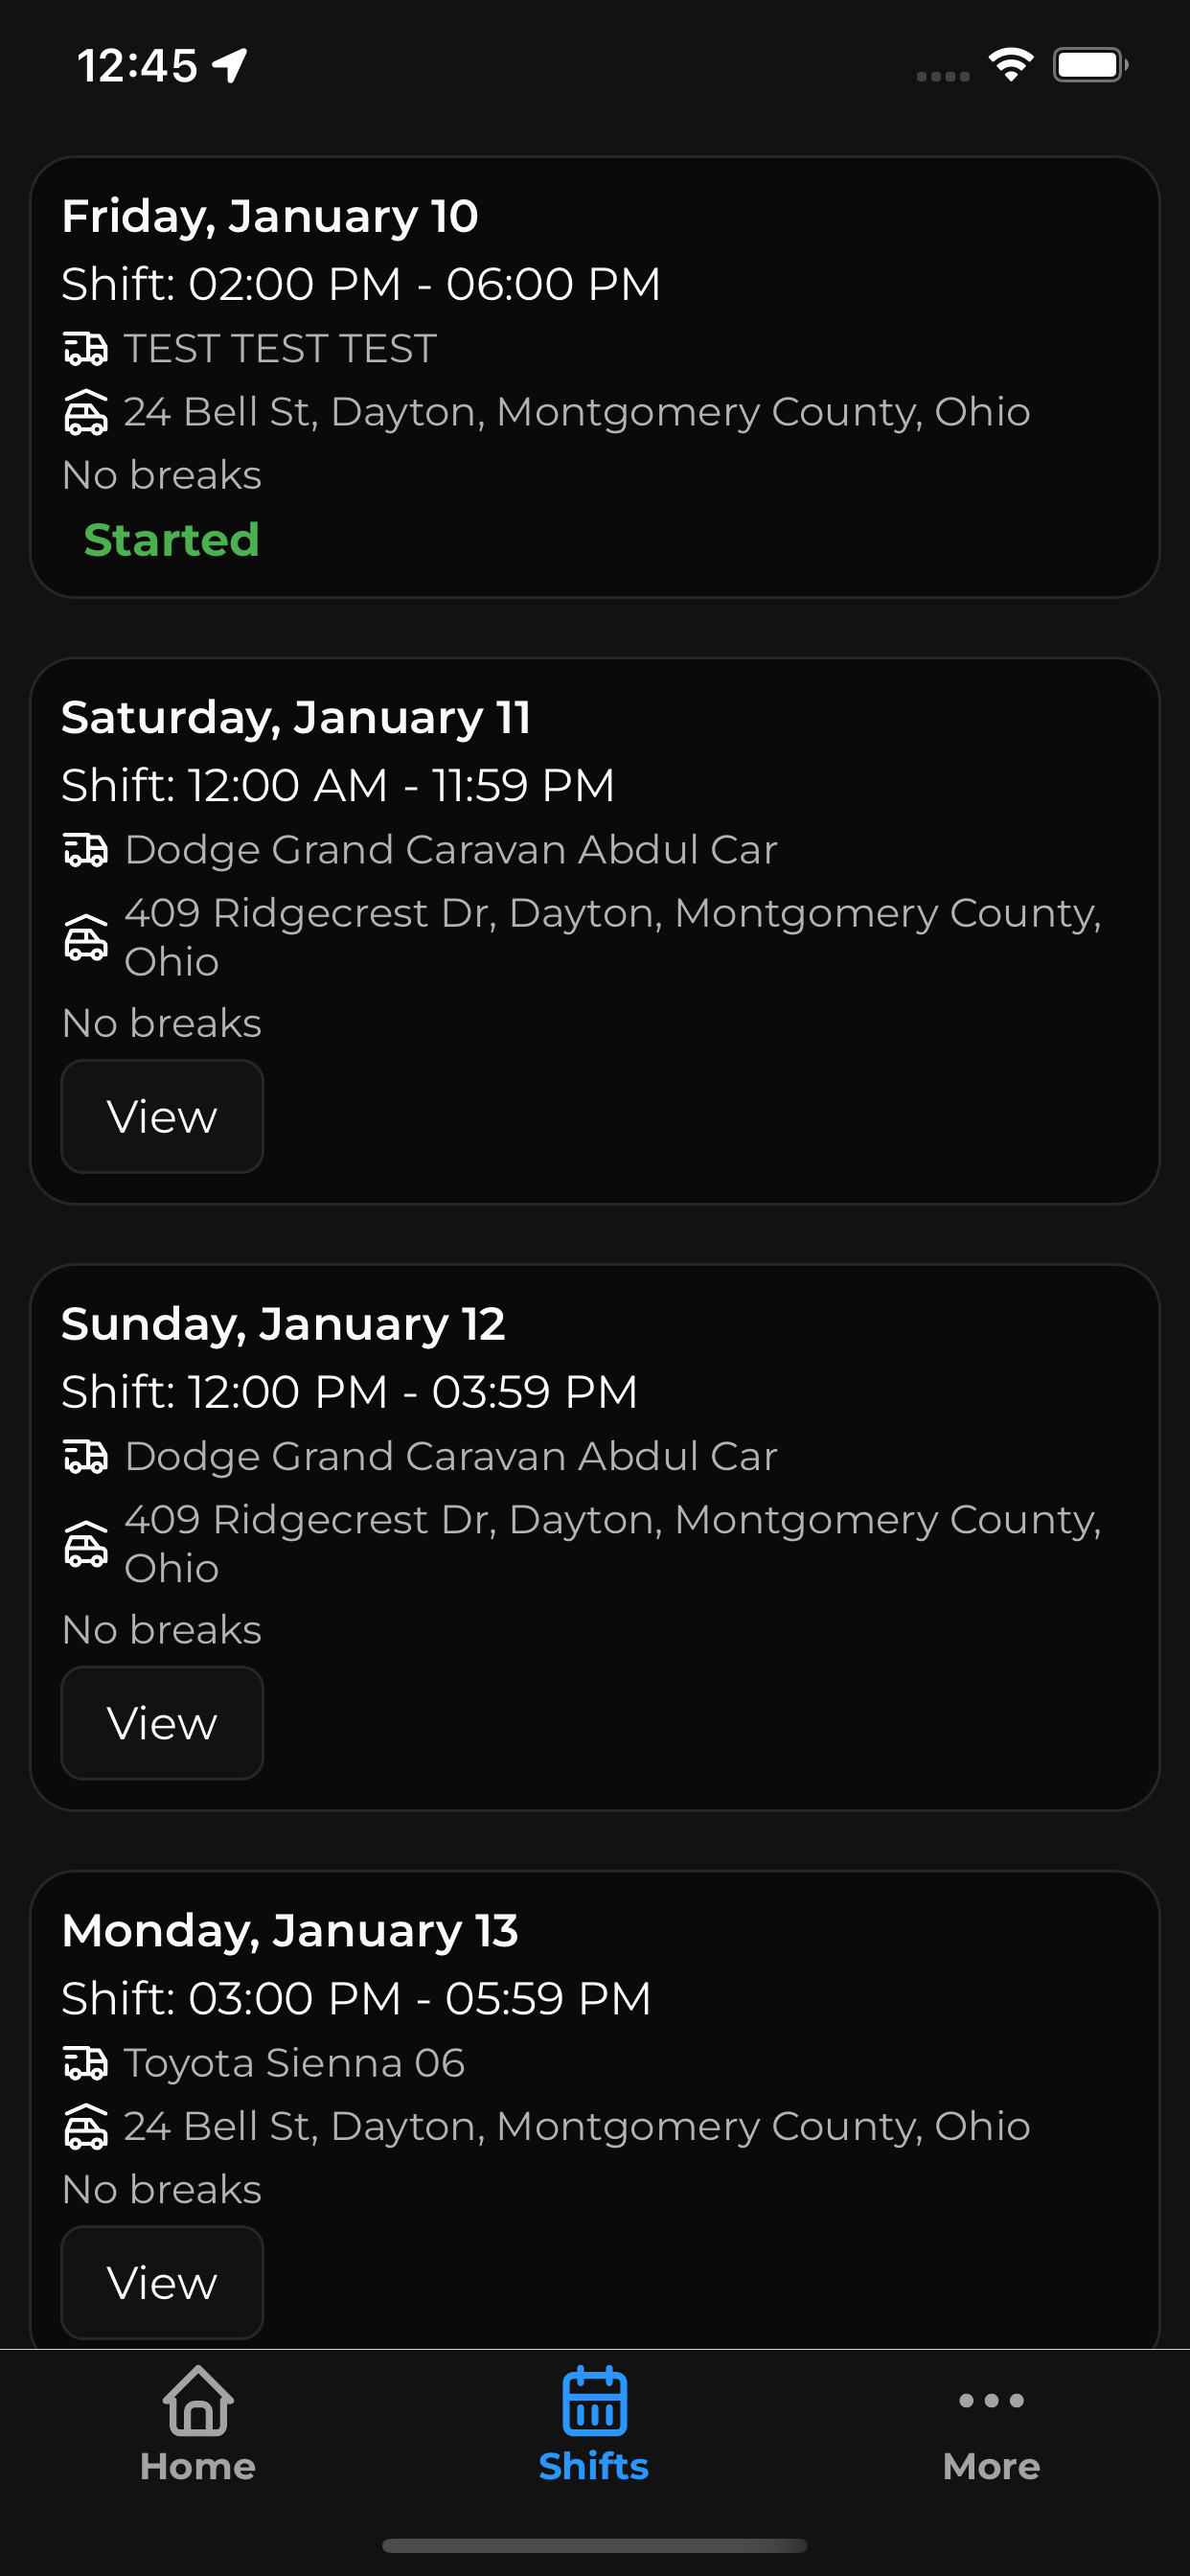 12:45
Friday, January 10
Shift: 02:00 PM - 06:00 PM
TEST TEST TEST
24 Bell St, Dayton, Montgomery County, Ohio
No breaks
Started
Saturday, January 11
Shift: 12:00 AM - 11:59 PM
Dodge Grand Caravan Abdul Car
409 Ridgecrest Dr, Dayton, Montgomery County,
Ohio
No breaks
View
Sunday, January 12
Shift: 12:00 PM - 03:59 PM
Dodge Grand Caravan Abdul Car
409 Ridgecrest Dr, Dayton, Montgomery County,
Ohio
No breaks
View
Monday, January 13
Shift: 03:00 PM - 05:59 PM
Toyota Sienna 06
24 Bell St, Dayton, Montgomery County, Ohio
No breaks
View
Home
Shifts
More